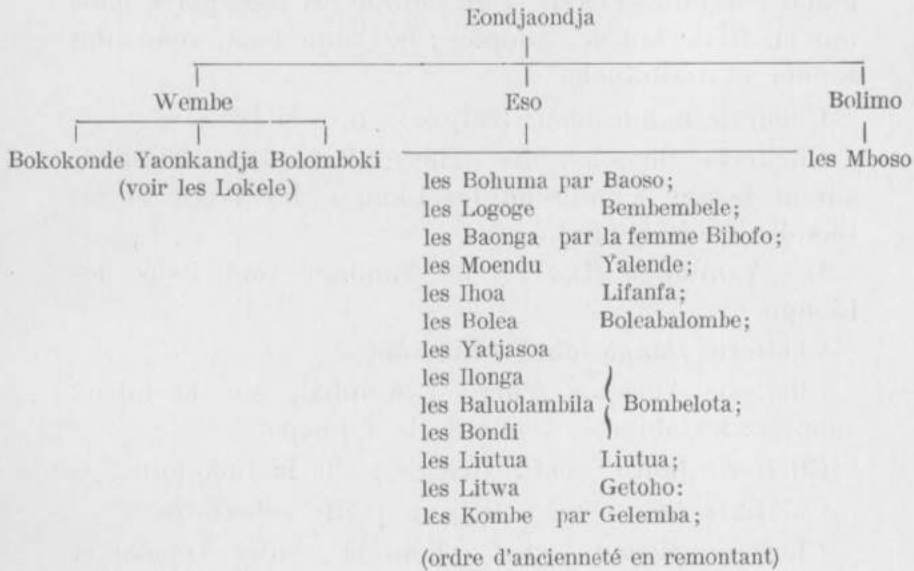 Eondjaondja
Wembe Eso Bolimo
Bokokonde Yaonkandja Bolomboki les Mboso
(voir les Lokele)
les Bohuma par Baoso;
les Logoge Bembembele;
les Baonga par la femme Bibofo;
les Moendu Yalende;
les Ihoa Lifanfa;
les Bolea Boleabalombe;
les Yatjasoa
les Ilonga
les Baluolambila Bombelota;
les Bondi
les Liutua Liutua;
les Litwa Getoho:
les Kombe par Gelemba;
(ordre d'ancienneté en remontant)